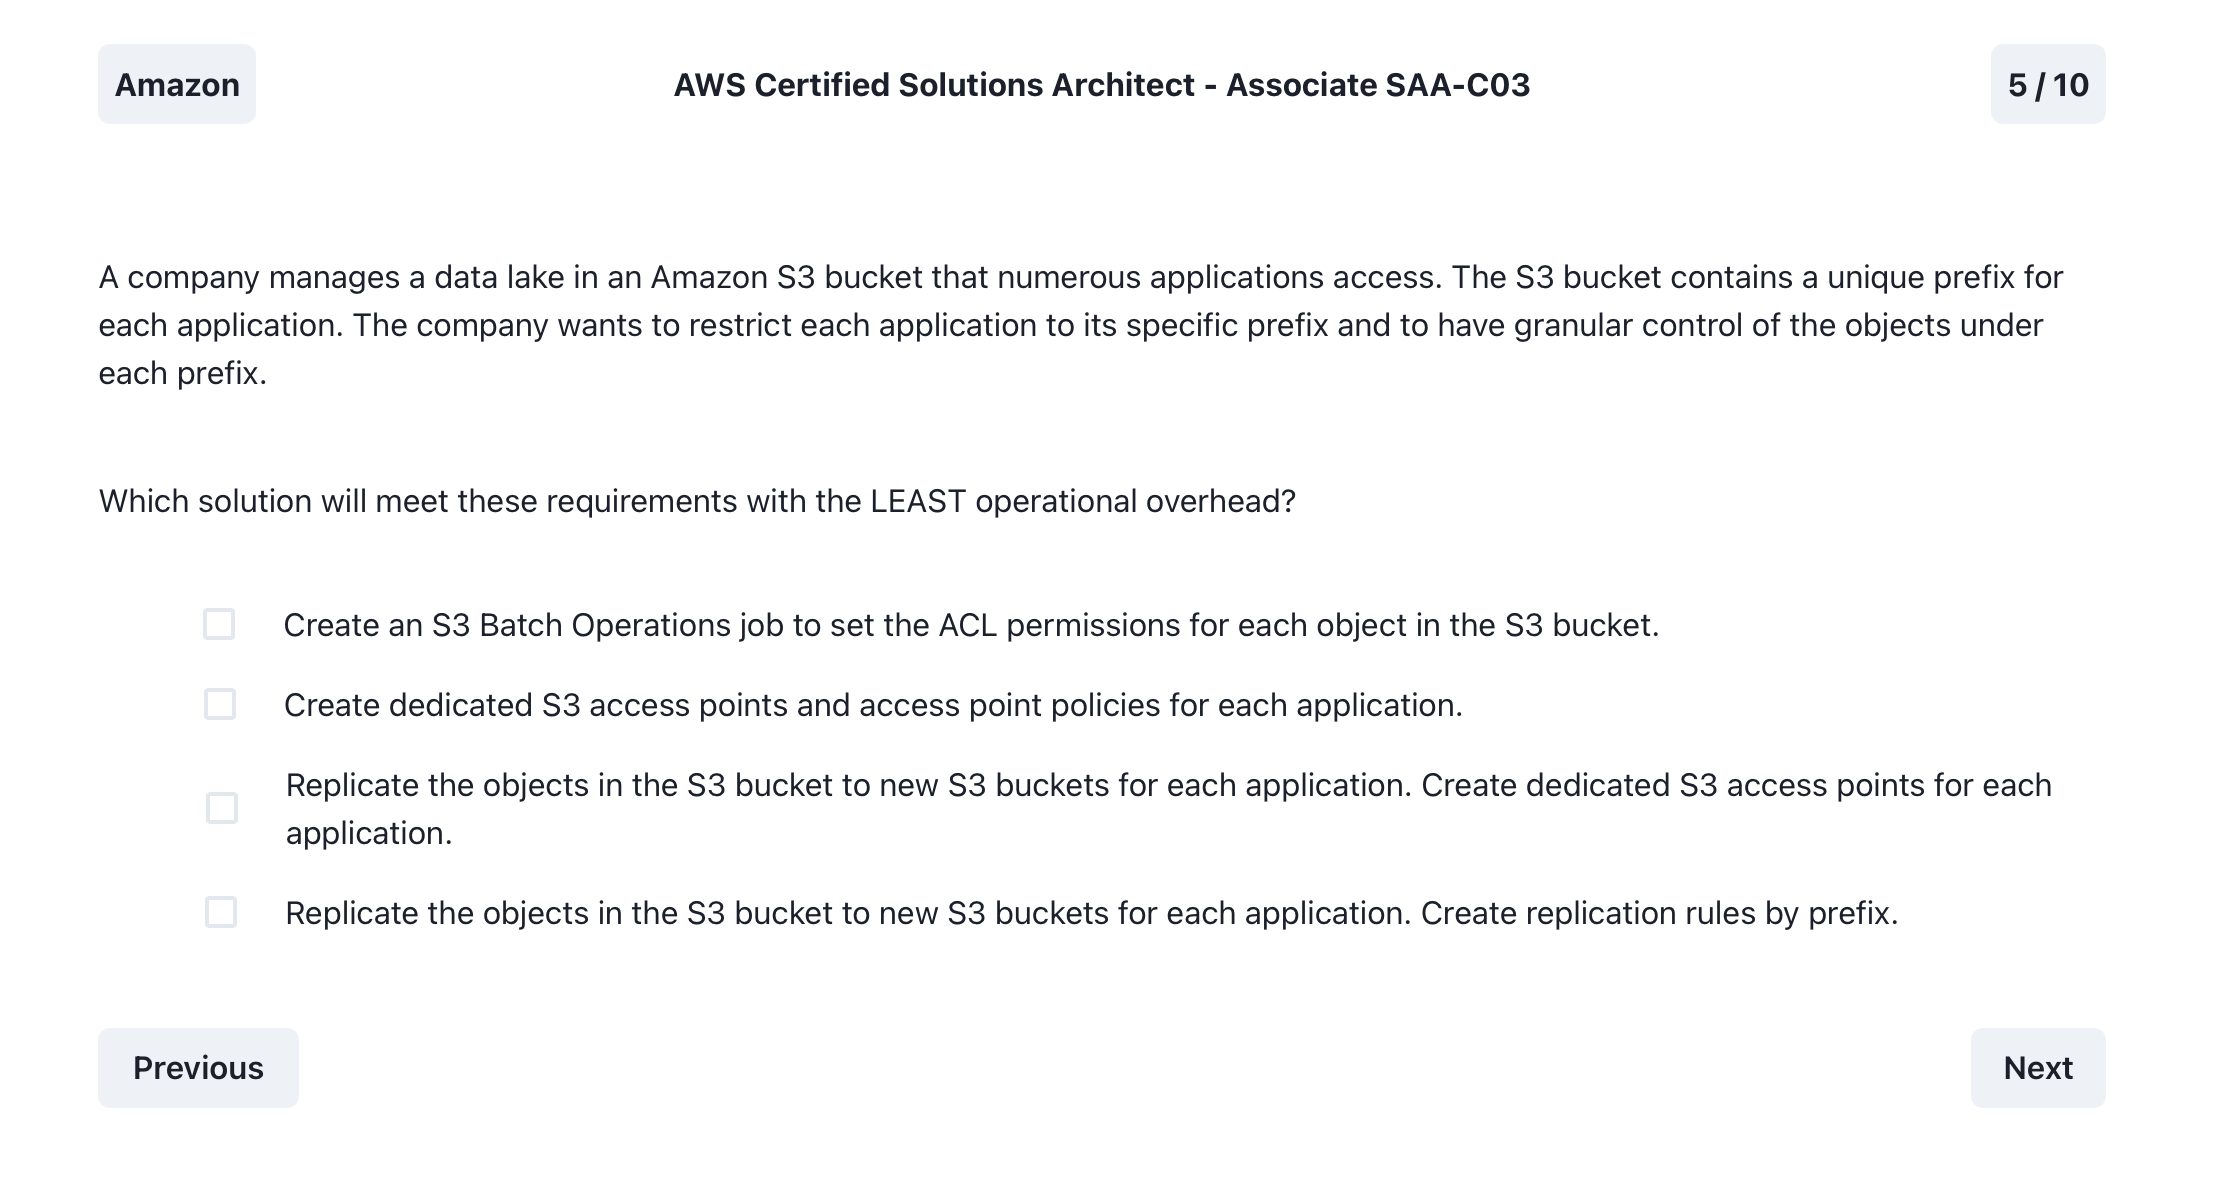 Amazon
AWS Certified Solutions Architect - Associate SAA-C03
5 / 10
A company manages a data lake in an Amazon S3 bucket that numerous applications access. The S3 bucket contains a unique prefix for
each application. The company wants to restrict each application to its specific prefix and to have granular control of the objects under
each prefix.
Which solution will meet these requirements with the LEAST operational overhead?
Create an S3 Batch Operations job to set the ACL permissions for each object in the S3 bucket.
Create dedicated S3 access points and access point policies for each application.
Replicate the objects in the S3 bucket to new S3 buckets for each application. Create dedicated S3 access points for each
application.
Replicate the objects in the S3 bucket to new S3 buckets for each application. Create replication rules by prefix.
Previous
Next